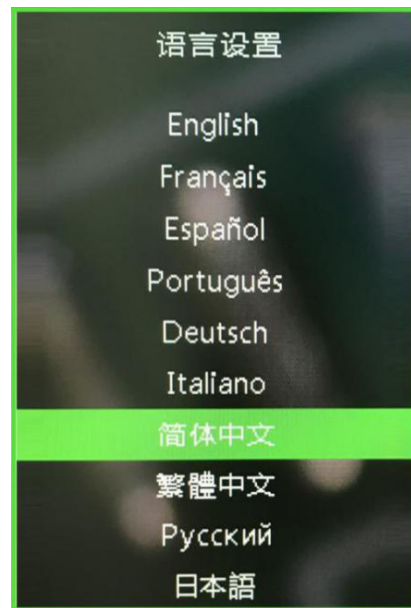 语言设置
English
Français
Español
Português
Deutsch
Italiano
简体中文
繁體中文
Русский
日本語